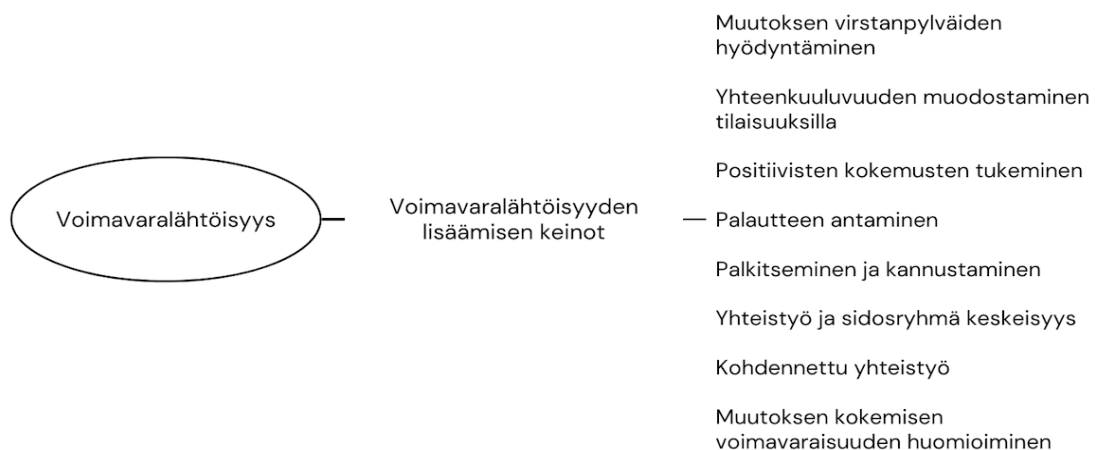 Voimavaralähtöisyys
Voimavaralähtöisyyden
lisäämisen keinot
Muutoksen virstanpylväiden
hyödyntäminen
Yhteenkuuluvuuden muodostaminen
tilaisuuksilla
Positiivisten kokemusten tukeminen
Palautteen antaminen
Palkitseminen ja kannustaminen
Yhteistyö ja sidosryhmä keskeisyys
Kohdennettu yhteistyö
Muutoksen kokemisen
voimavaraisuuden huomioiminen